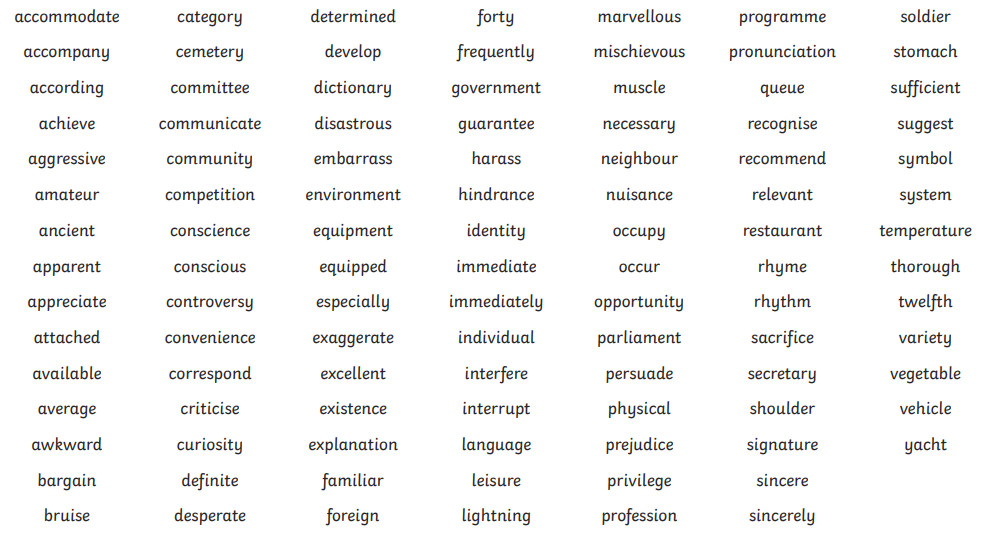 accommodate category determined forty marvellous programme soldier
accompany cemetery develop frequently mischievous pronunciation stomach
according committee dictionary government muscle queue sufficient
achieve communicate disastrous guarantee necessary recognise suggest
aggressive community embarrass harass neighbour recommend symbol
amateur competition environment hindrance nuisance relevant system
ancient conscience equipment identity occupy restaurant temperature
apparent conscious equipped immediate occur rhyme thorough
appreciate controversy especially immediately opportunity rhythm twelfth
attached convenience exaggerate individual parliament sacrifice variety
available correspond excellent interfere persuade secretary vegetable
average criticise existence interrupt physical shoulder vehicle
awkward curiosity explanation language prejudice signature yacht
bargain definite familiar leisure privilege sincere
bruise desperate foreign lightning profession sincerely